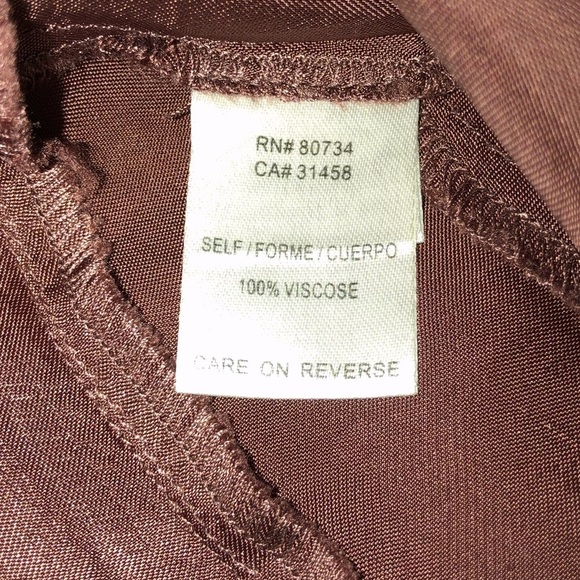 RN# 80734
CA# 31458
SELF/FORME/CUERPO
100% VISCOSE
CARE ON REVERSE